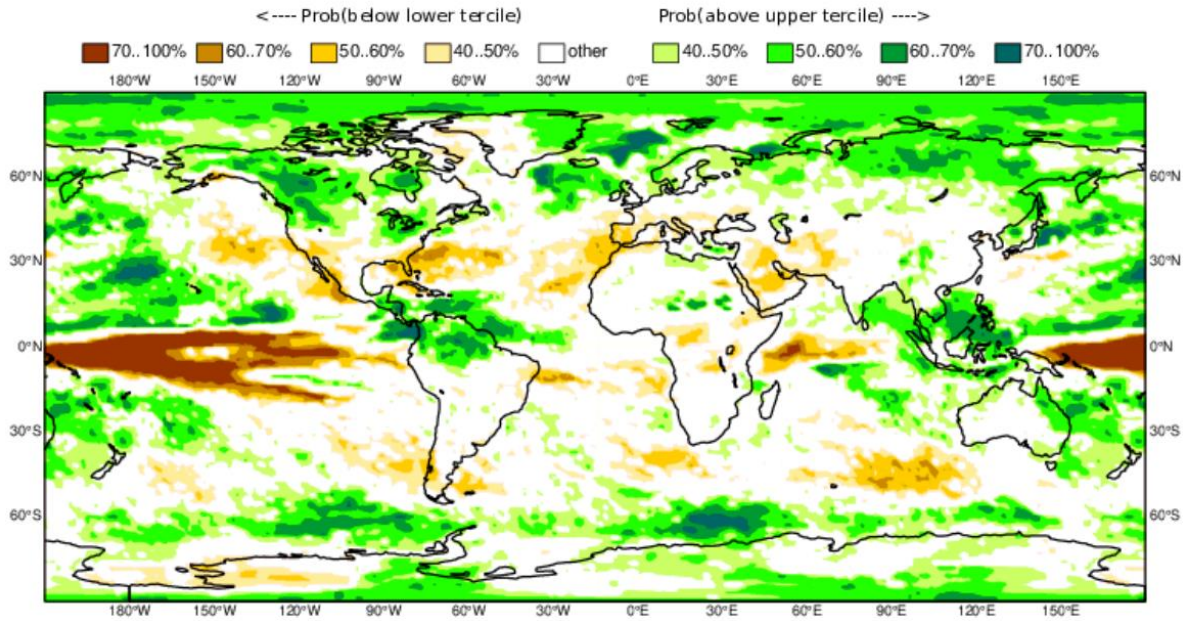 <---- Prob(below lower tercile) Prob(above upper tercile) ---->
70..100% 60..70% 50..60% 40..50% other 40..50% 50..60% 60..70% 70..100%
180°W 150°W 120°W 90°W 60°W 30°W 0°E 30°E 60°E 90°E 120°E 150°E
60°N 60°N
30°N 30°N
0°N 0°N
30°S 30°S
60°S 60°S
180°W 150°W 120°W 90°W 60°W 30°W 0°E 30°E 60°E 90°E 120°E 150°E